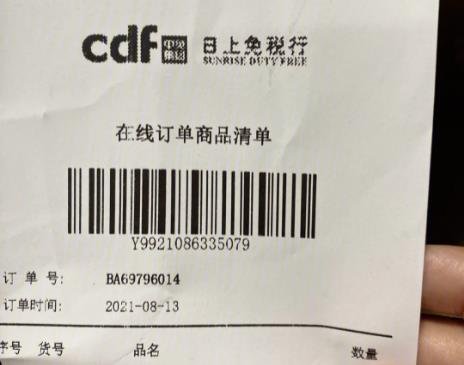 cdf 中免集团 日上免税行
SUNRISE DUTY FREE
在线订单商品清单
Y9921086335079
订 单 号: BA69796014
订单时间: 2021-08-13
序号 货号 品名 数量